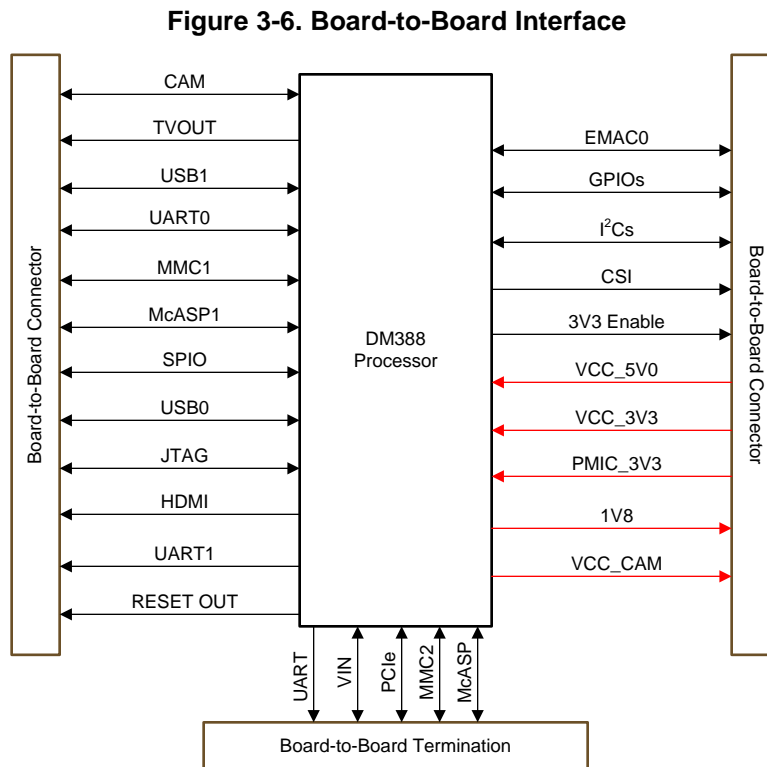 Figure 3-6. Board-to-Board Interface
CAM
TVOUT
USB1
UART0
MMC1
McASP1
SPIO
USB0
JTAG
HDMI
UART1
RESET OUT
Board-to-Board Connector
DM388
Processor
EMAC0
GPIOs
I²Cs
CSI
3V3 Enable
VCC_5V0
VCC_3V3
PMIC_3V3
1V8
VCC_CAM
Board-to-Board Connector
UART
VIN
PCIe
MMC2
McASP
Board-to-Board Termination